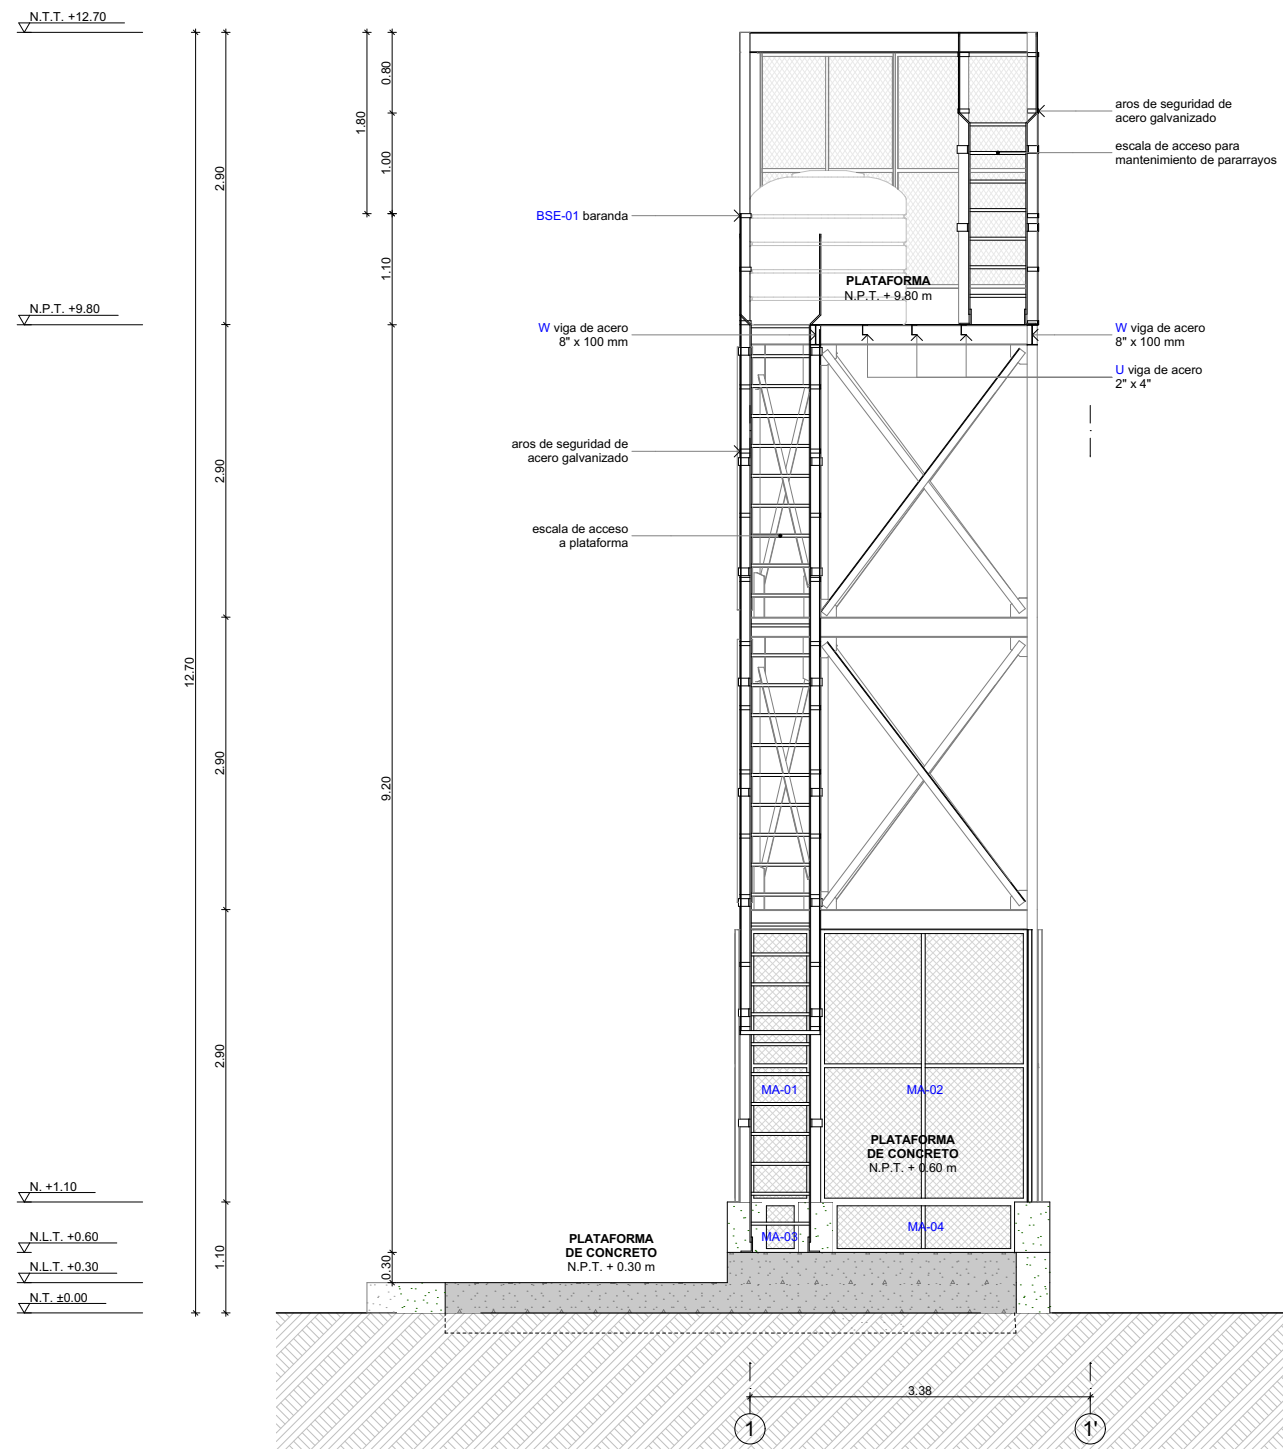 N.T.T. +12.70
0.80
1.80
aros de seguridad de
acero galvanizado
escala de acceso para
mantenimiento de pararrayos
1.00
2.90
BSE-01 baranda
1.10
PLATAFORMA
N.P.T. + 9.80 m
N.P.T. +9.80
W viga de acero
8" x 100 mm
W viga de acero
8" x 100 mm
U viga de acero
2" x 4"
aros de seguridad de
acero galvanizado
2.90
escala de acceso
a plataforma
12.70
2.90
9.20
2.90
MA-01
MA-02
PLATAFORMA
DE CONCRETO
N.P.T. + 0.60 m
N. +1.10
MA-03
MA-04
N.L.T. +0.60
PLATAFORMA
DE CONCRETO
N.P.T. + 0.30 m
1.10
0.30
N.L.T. +0.30
N.T. ±0.00
3.38
1
1'